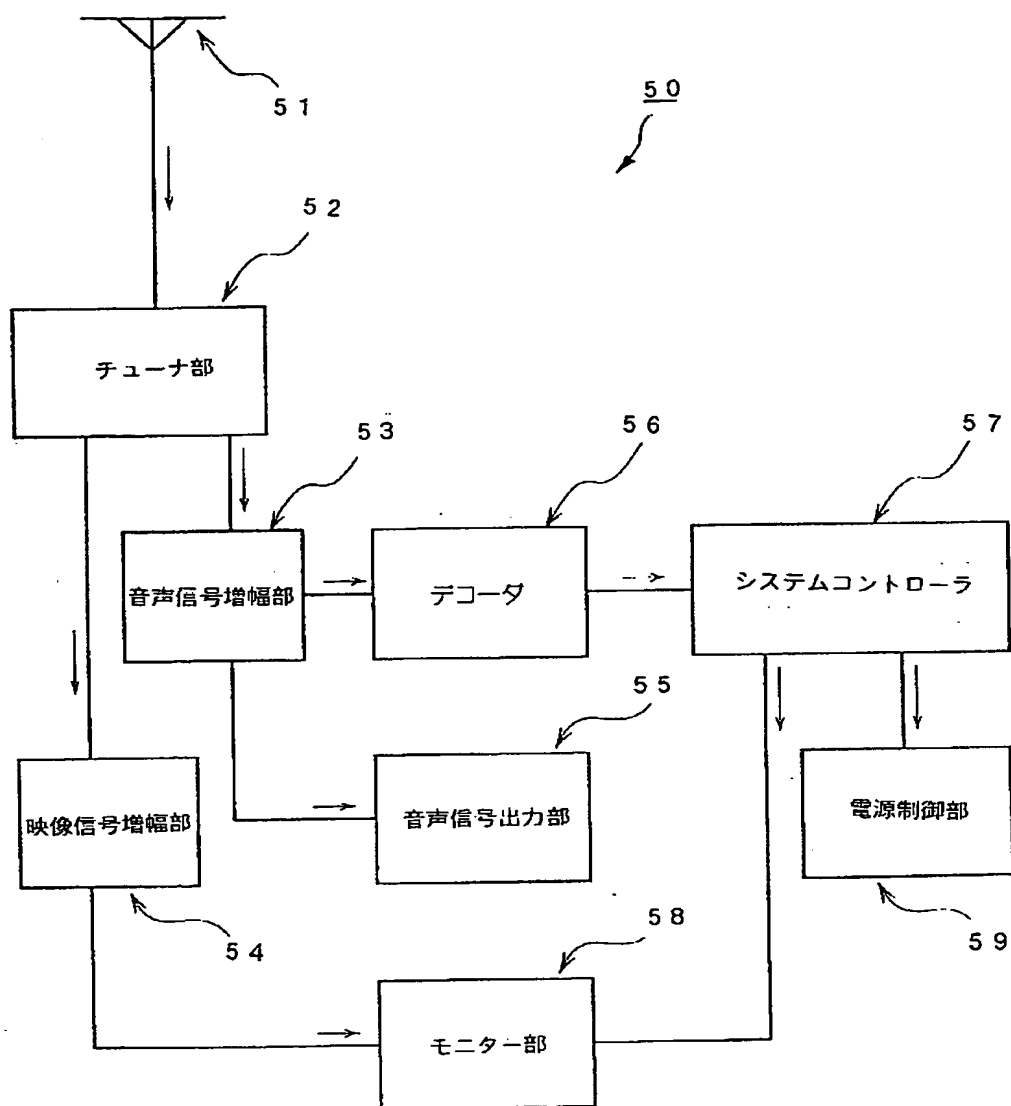 51
50
52
チューナ部
53
56
57
音声信号増幅部
デコーダ
システムコントローラ
55
映像信号増幅部
音声信号出力部
電源制御部
54
58
59
モニター部